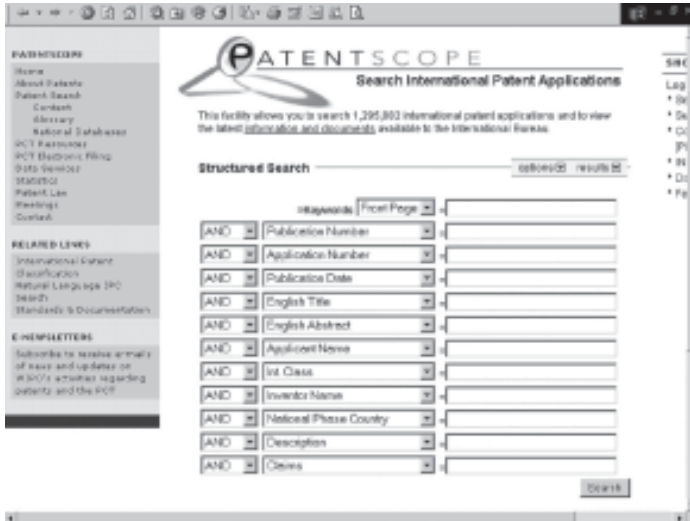 PATENTSCOPE
Home
About Patents
Patent Search
Content
Glossary
National Databases
PCT Resources
PCT Electronic Filing
Data Services
Statistics
Patent Law
Meetings
Contact
RELATED LINKS
International Patent
Classification
Natural Language IPC
Search
Standards & Documentation
E-NEWSLETTERS
Subscribe to receive e-mails
of news and updates on
WIPO's activities regarding
patents and the PCT
PATENTSCOPE
Search International Patent Applications
This facility allows you to search 1,295,802 international patent applications and to view
the latest information and documents available to the International Bureau.
Structured Search options results
Keywords Front Page =
AND Publication Number =
AND Application Number =
AND Publication Date =
AND English Title =
AND English Abstract =
AND Applicant Name =
AND Int. Class =
AND Inventor Name =
AND National Phase Country =
AND Description =
AND Claims =
Search